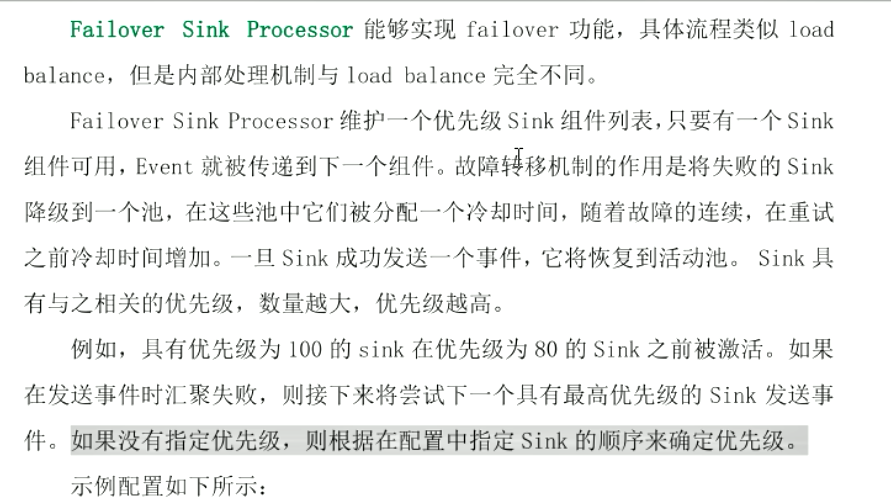 Failover Sink Processor 能够实现 failover 功能，具体流程类似 load
balance，但是内部处理机制与 load balance 完全不同。
Failover Sink Processor 维护一个优先级 Sink 组件列表，只要有一个 Sink
组件可用，Event 就被传递到下一个组件。故障转移机制的作用是将失败的 Sink
降级到一个池，在这些池中它们被分配一个冷却时间，随着故障的连续，在重试
之前冷却时间增加。一旦 Sink 成功发送一个事件，它将恢复到活动池。 Sink 具
有与之相关的优先级，数量越大，优先级越高。
例如，具有优先级为 100 的 sink 在优先级为 80 的 Sink 之前被激活。如果
在发送事件时汇聚失败，则接下来将尝试下一个具有最高优先级的 Sink 发送事
件。如果没有指定优先级，则根据在配置中指定 Sink 的顺序来确定优先级。
示例配置如下所示：